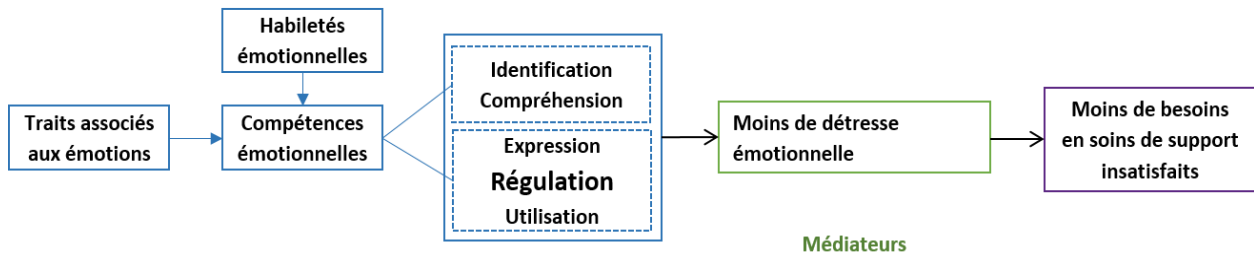 Habiletés
émotionnelles
Traits associés
aux émotions
Compétences
émotionnelles
Identification
Compréhension
Expression
Régulation
Utilisation
Moins de détresse
émotionnelle
Moins de besoins
en soins de support
insatisfaits
Médiateurs